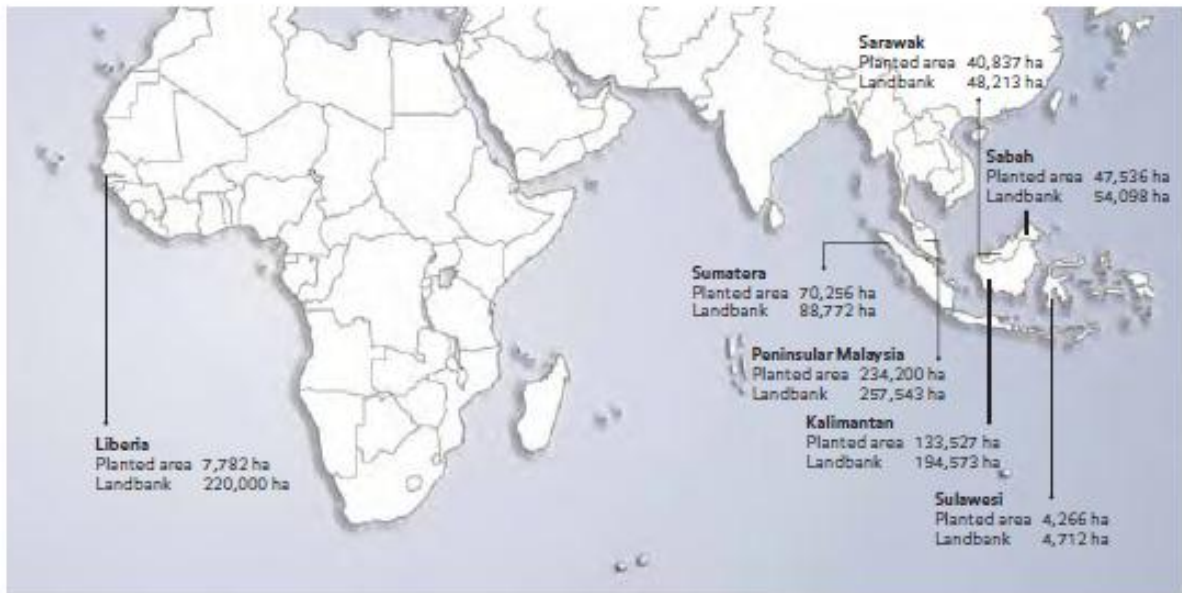 Sarawak
Planted area 40,837 ha
Landbank 48,213 ha
Sabah
Planted area 47,536 ha
Landbank 54,098 ha
Sumatera
Planted area 70,256 ha
Landbank 88,772 ha
Peninsular Malaysia
Planted area 234,200 ha
Landbank 257,543 ha
Kalimantan
Planted area 133,527 ha
Landbank 194,573 ha
Liberia
Planted area 7,782 ha
Landbank 220,000 ha
Sulawesi
Planted area 4,266 ha
Landbank 4,712 ha